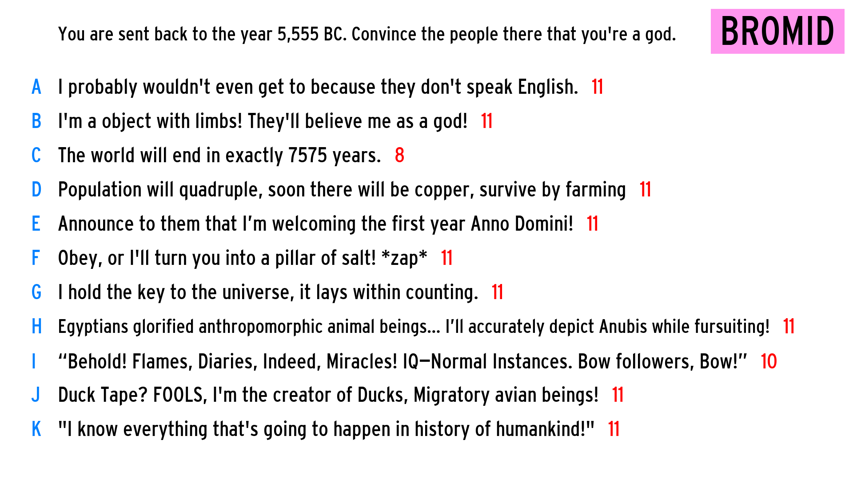 You are sent back to the year 5,555 BC. Convince the people there that you're a god.
BROMID
A I probably wouldn't even get to because they don't speak English. 11
B I'm a object with limbs! They'll believe me as a god! 11
C The world will end in exactly 7575 years. 8
D Population will quadruple, soon there will be copper, survive by farming 11
E Announce to them that I’m welcoming the first year Anno Domini! 11
F Obey, or I'll turn you into a pillar of salt! *zap* 11
G I hold the key to the universe, it lays within counting. 11
H Egyptians glorified anthropomorphic animal beings... I’ll accurately depict Anubis while fursuiting! 11
I “Behold! Flames, Diaries, Indeed, Miracles! IQ—Normal Instances. Bow followers, Bow!” 10
J Duck Tape? FOOLS, I'm the creator of Ducks, Migratory avian beings! 11
K "I know everything that's going to happen in history of humankind!" 11